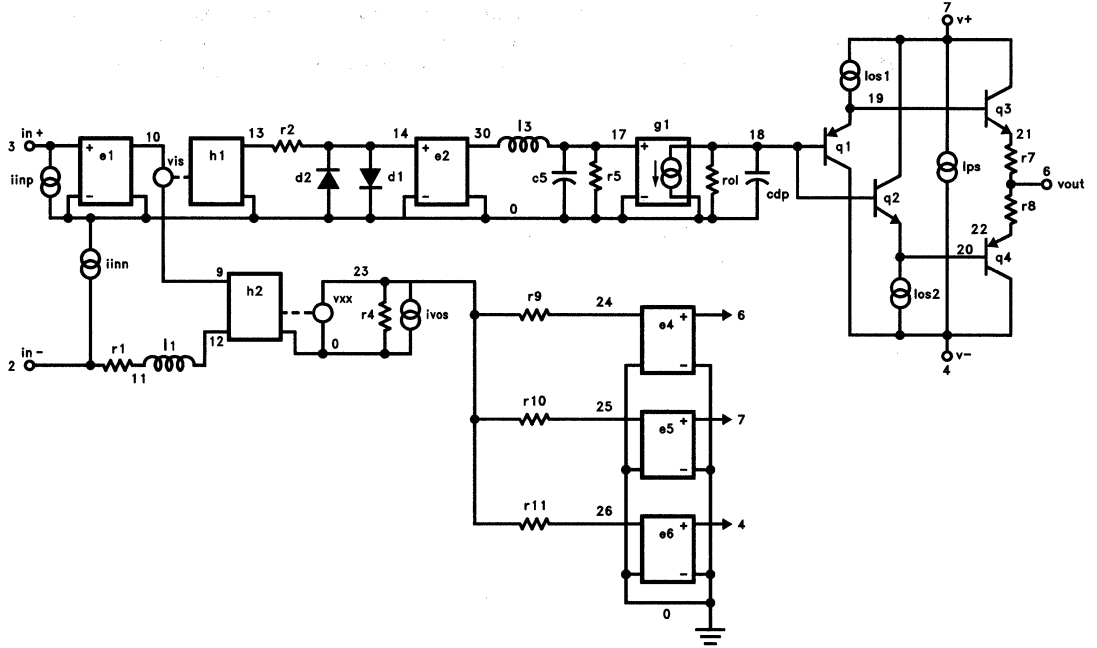 7
v+
Ios1
19
q3
in+
3
10
13
r2
14
30
l3
17
g1
18
q1
21
+
e1
vis
h1
+
e2
+
Ips
r7
6
vout
iinp
d2
d1
c5
r5
rol
cdp
q2
r8
−
−
−
0
22
q4
20
iinn
9
h2
23
vxx
r4
ivos
Ios2
r9
24
e4
+
6
−
in-
2
r1
11
l1
12
0
v-
4
r10
25
e5
+
7
−
r11
26
e6
+
4
−
0